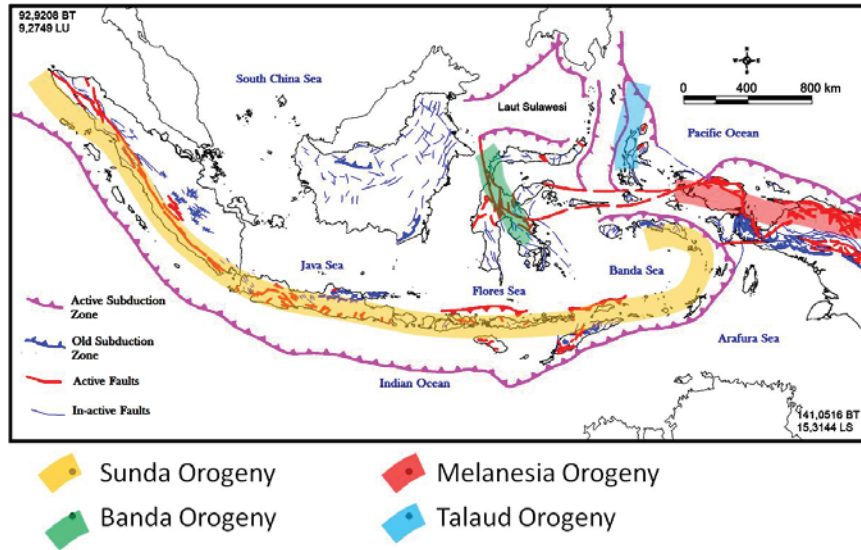 92,9208 BT
9,2749 LU
South China Sea
Laut Sulawesi
N
W E
S
0 400 800 km
Pacific Ocean
Java Sea
Flores Sea
Banda Sea
Arafura Sea
Indian Ocean
Active Subduction
Zone
Old Subduction
Zone
Active Faults
In-active Faults
141,0516 BT
15,3144 LS
Sunda Orogeny
Melanesia Orogeny
Banda Orogeny
Talaud Orogeny